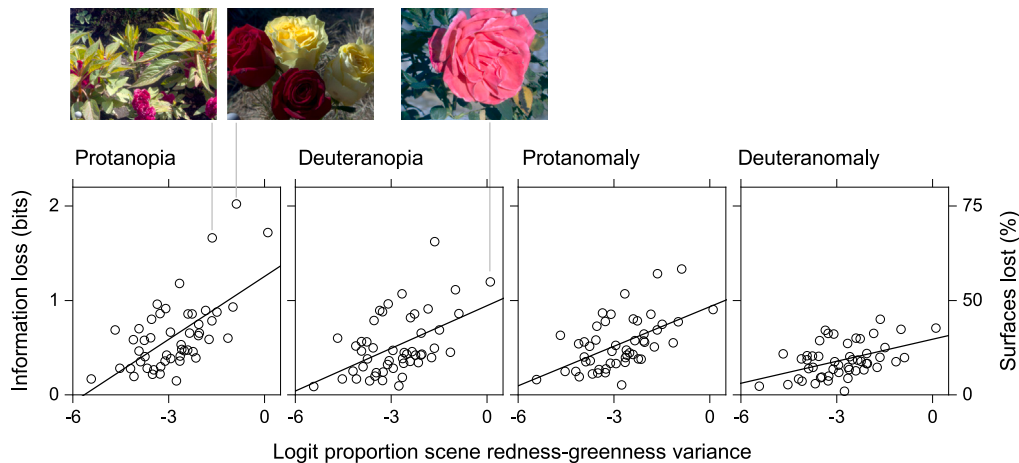 Protanopia
Deuteranopia
Protanomaly
Deuteranomaly
Information loss (bits)
2
1
0
Surfaces lost (%)
75
50
0
-6 -3 0
-6 -3 0
-6 -3 0
-6 -3 0
Logit proportion scene redness-greenness variance